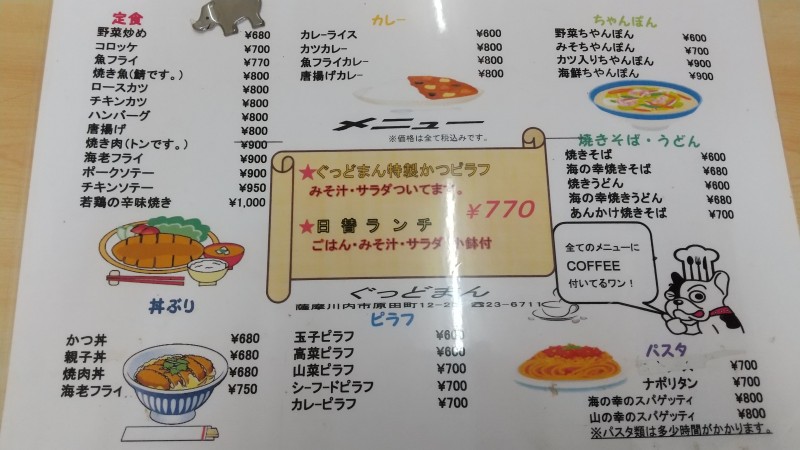 定食
野菜炒め ¥680
コロッケ ¥700
魚フライ ¥770
焼き魚(鯖です。) ¥800
ロースカツ ¥800
チキンカツ ¥800
ハンバーグ ¥800
唐揚げ ¥800
焼き肉(トンです。) ¥900
海老フライ ¥900
ポークソテー ¥900
チキンソテー ¥950
若鶏の辛味焼き ¥1,000
カレー
カレーライス ¥600
カツカレー ¥800
魚フライカレー ¥800
唐揚げカレー ¥800
ちゃんぽん
野菜ちゃんぽん ¥600
みそちゃんぽん ¥700
カツ入りちゃんぽん ¥900
海鮮ちゃんぽん ¥900
メニュー
※価格は全て税込みです。
★ぐっどまん特製かつピラフ
みそ汁・サラダついてます。
¥770
★日替ランチ
ごはん・みそ汁・サラダ・小鉢付
ぐっどまん
薩摩川内市原田町12-25 ☎23-6711
焼きそば・うどん
焼きそば ¥600
海の幸焼きそば ¥680
焼きうどん ¥600
海の幸焼きうどん ¥680
あんかけ焼きそば ¥700
全てのメニューに
COFFEE
付いてるワン!
丼ぶり
かつ丼 ¥680
親子丼 ¥680
焼肉丼 ¥680
海老フライ ¥750
ピラフ
玉子ピラフ ¥600
高菜ピラフ ¥600
山菜ピラフ ¥700
シーフードピラフ ¥700
カレーピラフ ¥700
パスタ
¥700
ナポリタン ¥700
海の幸のスパゲッティ ¥800
山の幸のスパゲッティ ¥800
※パスタ類は多少時間がかかります。